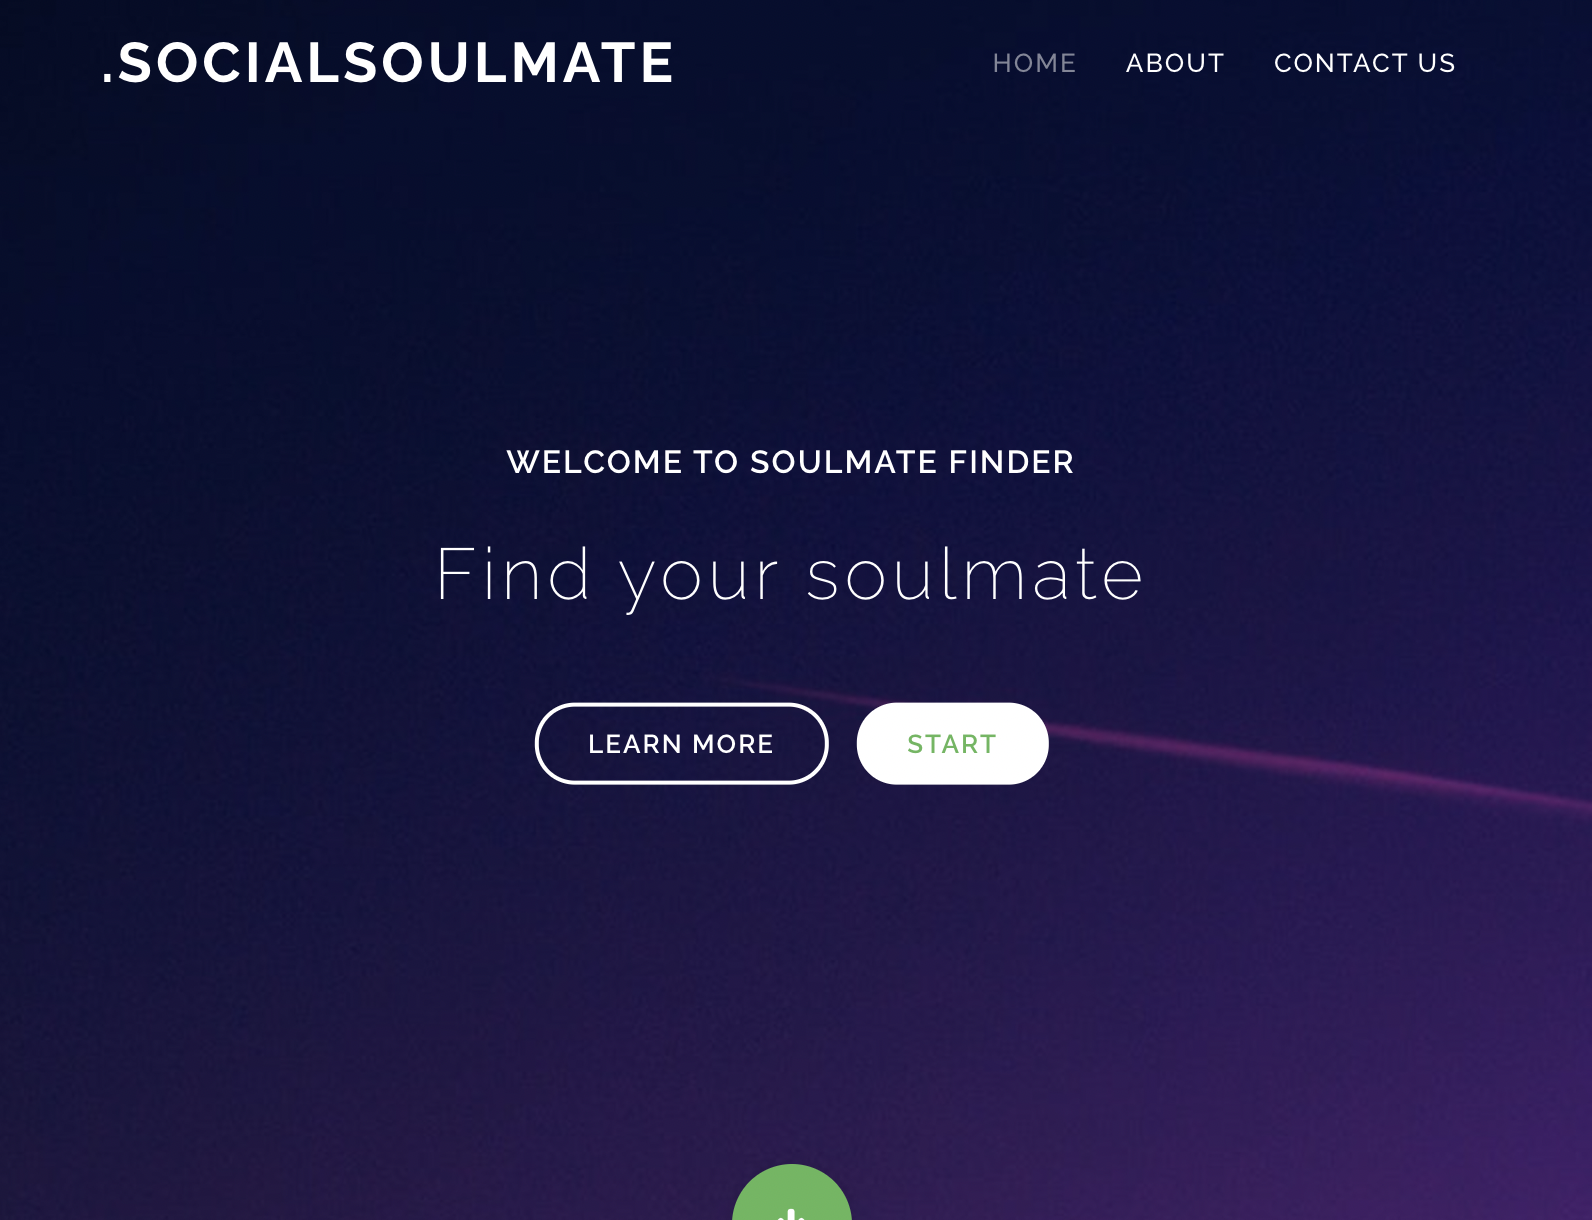 .SOCIALSOULMATE
HOME ABOUT CONTACT US
WELCOME TO SOULMATE FINDER
Find your soulmate
LEARN MORE START